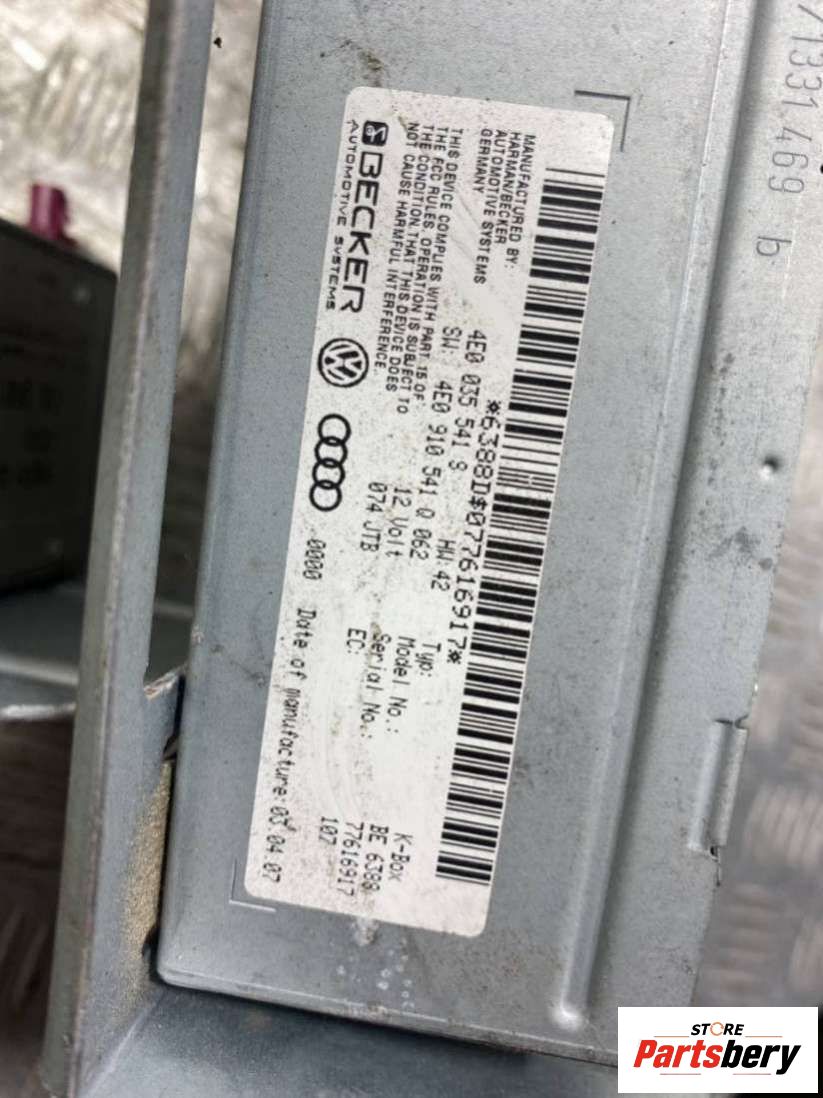 /1331 469 b
MANUFACTURED BY:
HARMAN/BECKER
AUTOMOTIVE SYSTEMS
GERMANY
THIS DEVICE COMPLIES WITH PART 15 OF
THE FCC RULES. OPERATION IS SUBJECT TO
THE CONDITION THAT THIS DEVICE DOES
NOT CAUSE HARMFUL INTERFERENCE.
BECKER
AUTOMOTIVE SYSTEMS
*6388D$077616917*
4E0 035 541 S HW:42
SW: 4E0 910 541 Q 062
12 Volt
074 JTB
0000 Date of manufacture: 03.04.07
Typ: K-Box
Model No.: BE 6388
Serial No.: 77616917
EC: 107
STORE
Partsbery